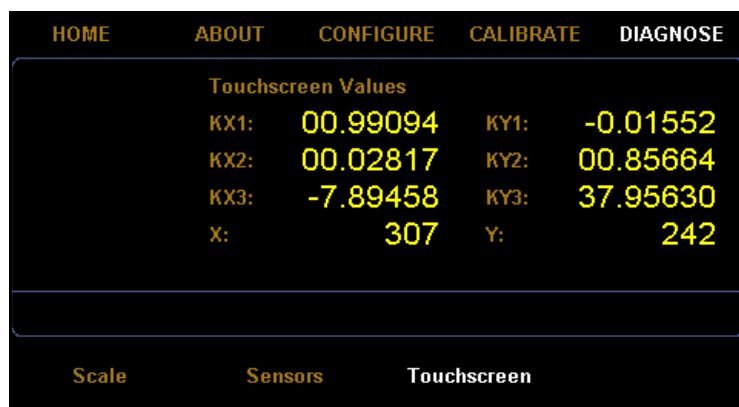 HOME ABOUT CONFIGURE CALIBRATE DIAGNOSE
Touchscreen Values
KX1: 00.99094 KY1: -0.01552
KX2: 00.02817 KY2: 00.85664
KX3: -7.89458 KY3: 37.95630
X: 307 Y: 242
Scale Sensors Touchscreen